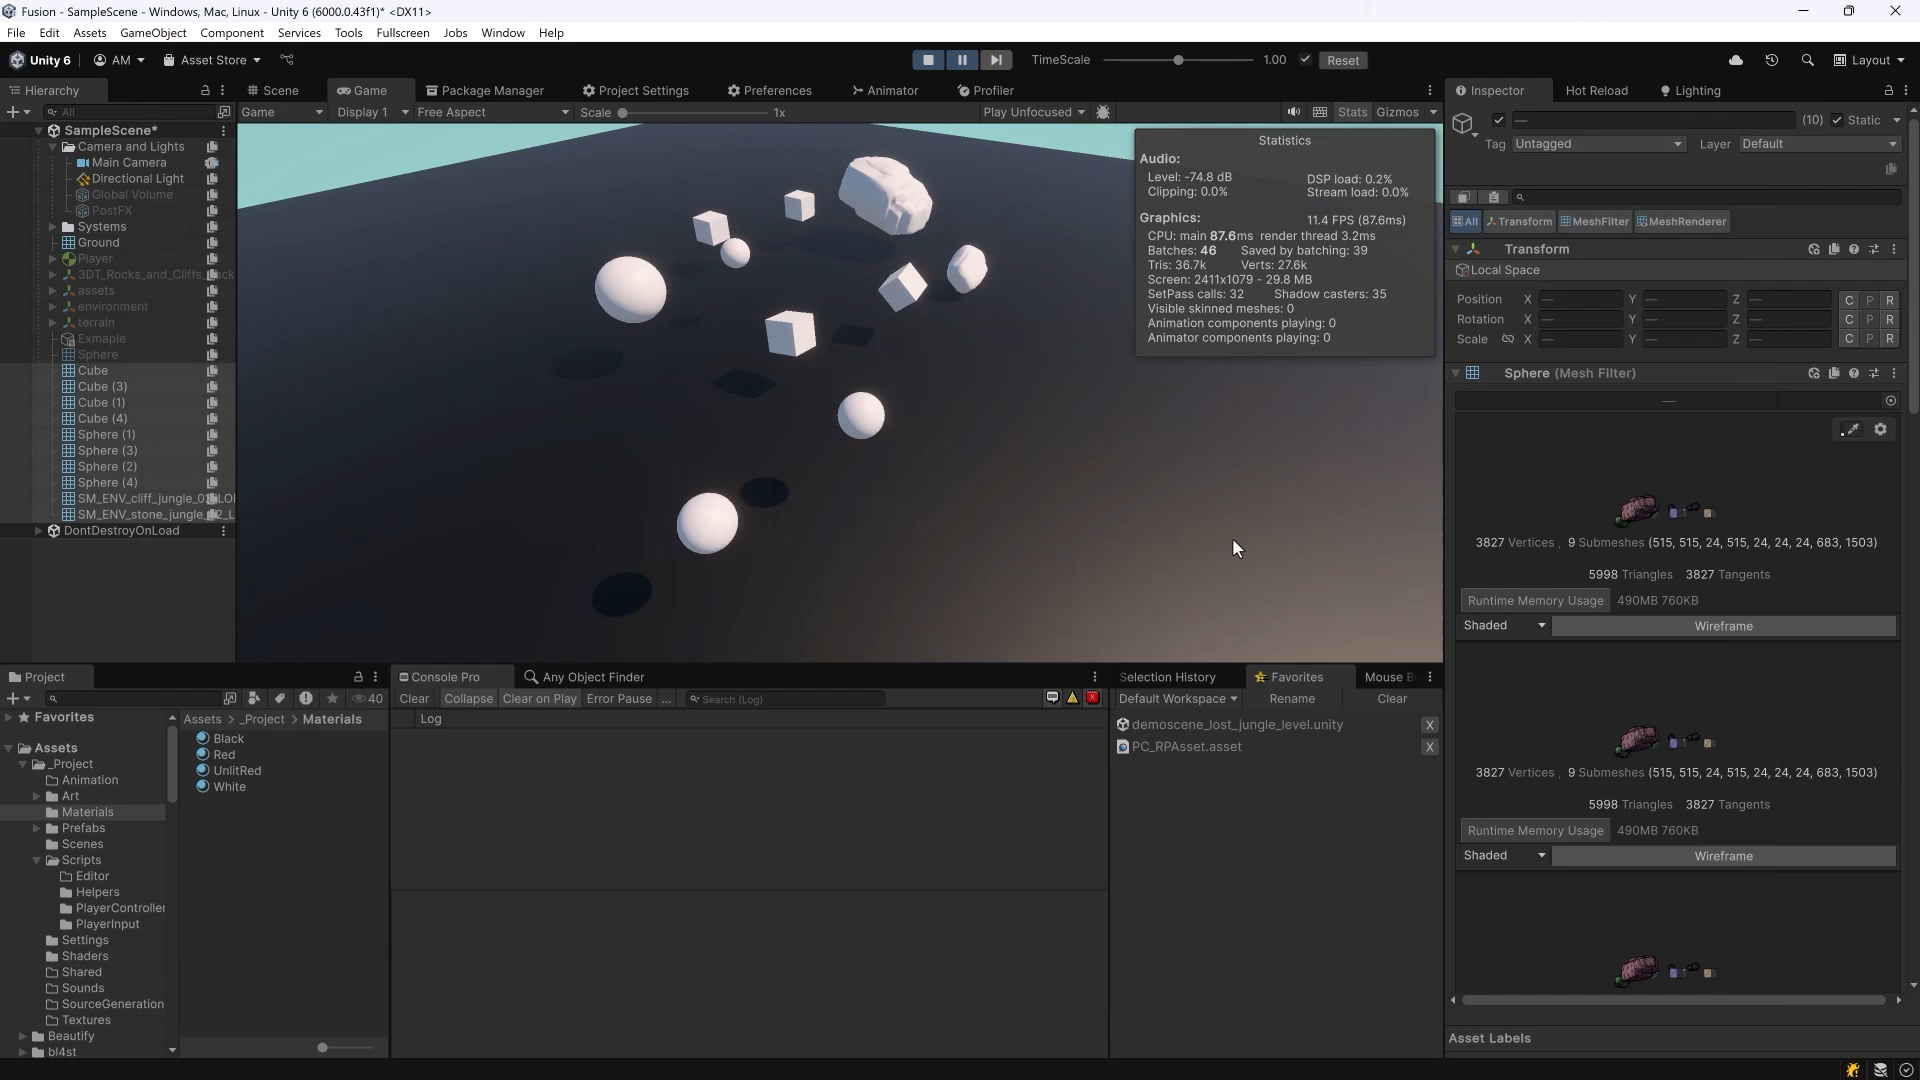 Fusion - SampleScene - Windows, Mac, Linux - Unity 6 (6000.0.43f1)* <DX11>
File Edit Assets GameObject Component Services Tools Fullscreen Jobs Window Help
Unity 6 AM Asset Store TimeScale 1.00 Reset Layout
Hierarchy Scene Game Package Manager Project Settings Preferences Animator Profiler Inspector Hot Reload Lighting
All Game Display 1 Free Aspect Scale 1x Play Unfocused Stats Gizmos
SampleScene*
Camera and Lights
Main Camera
Directional Light
Global Volume
PostFX
Systems
Ground
Player
3DT_Rocks_and_Cliffs_
assets
environment
terrain
Exmaple
Sphere
Cube
Cube (3)
Cube (1)
Cube (4)
Sphere (1)
Sphere (3)
Sphere (2)
Sphere (4)
SM_ENV_cliff_jungle_
SM_ENV_stone_jungle_
DontDestroyOnLoad
Statistics
Audio:
Level: -74.8 dB DSP load: 0.2%
Clipping: 0.0% Stream load: 0.0%
Graphics: 11.4 FPS (87.6ms)
CPU: main 87.6ms render thread 3.2ms
Batches: 46 Saved by batching: 39
Tris: 36.7k Verts: 27.6k
Screen: 2411x1079 - 29.8 MB
SetPass calls: 32 Shadow casters: 35
Visible skinned meshes: 0
Animation components playing: 0
Animator components playing: 0
— (10) Static
Tag Untagged Layer Default
All Transform MeshFilter MeshRenderer
Transform
Local Space
Position X — Y — Z — C P R
Rotation X — Y — Z — C P R
Scale X — Y — Z — C P R
Sphere (Mesh Filter)
—
3827 Vertices , 9 Submeshes (515, 515, 24, 515, 24, 24, 24, 683, 1503)
5998 Triangles 3827 Tangents
Runtime Memory Usage 490MB 760KB
Shaded Wireframe
3827 Vertices , 9 Submeshes (515, 515, 24, 515, 24, 24, 24, 683, 1503)
5998 Triangles 3827 Tangents
Runtime Memory Usage 490MB 760KB
Shaded Wireframe
Asset Labels
Project
40
Favorites
Assets
_Project
Animation
Art
Materials
Prefabs
Scenes
Scripts
Editor
Helpers
PlayerController
PlayerInput
Settings
Shaders
Shared
Sounds
SourceGeneration
Textures
Beautify
bl4st
Assets > _Project > Materials
Black
Red
UnlitRed
White
Console Pro Any Object Finder
Clear Collapse Clear on Play Error Pause ... Search (Log)
Log
Selection History Favorites Mouse B
Default Workspace Rename Clear
demoscene_lost_jungle_level.unity X
PC_RPAsset.asset X